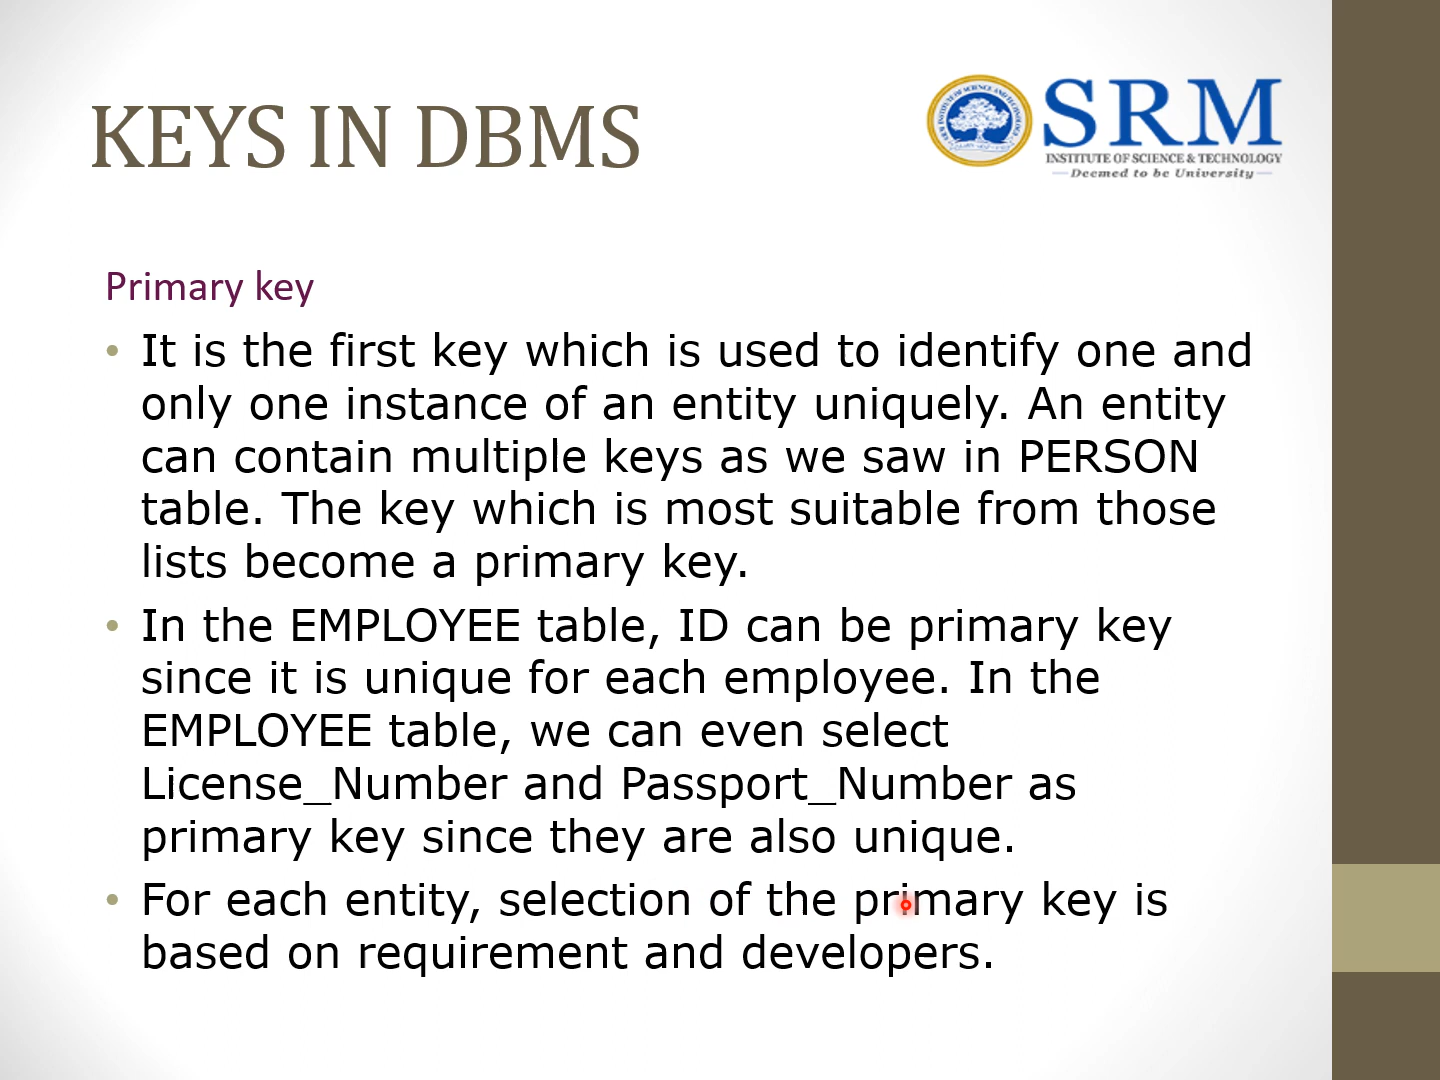 KEYS IN DBMS
SRM
INSTITUTE OF SCIENCE & TECHNOLOGY
Deemed to be University
Primary key
• It is the first key which is used to identify one and
only one instance of an entity uniquely. An entity
can contain multiple keys as we saw in PERSON
table. The key which is most suitable from those
lists become a primary key.
• In the EMPLOYEE table, ID can be primary key
since it is unique for each employee. In the
EMPLOYEE table, we can even select
License_Number and Passport_Number as
primary key since they are also unique.
• For each entity, selection of the primary key is
based on requirement and developers.